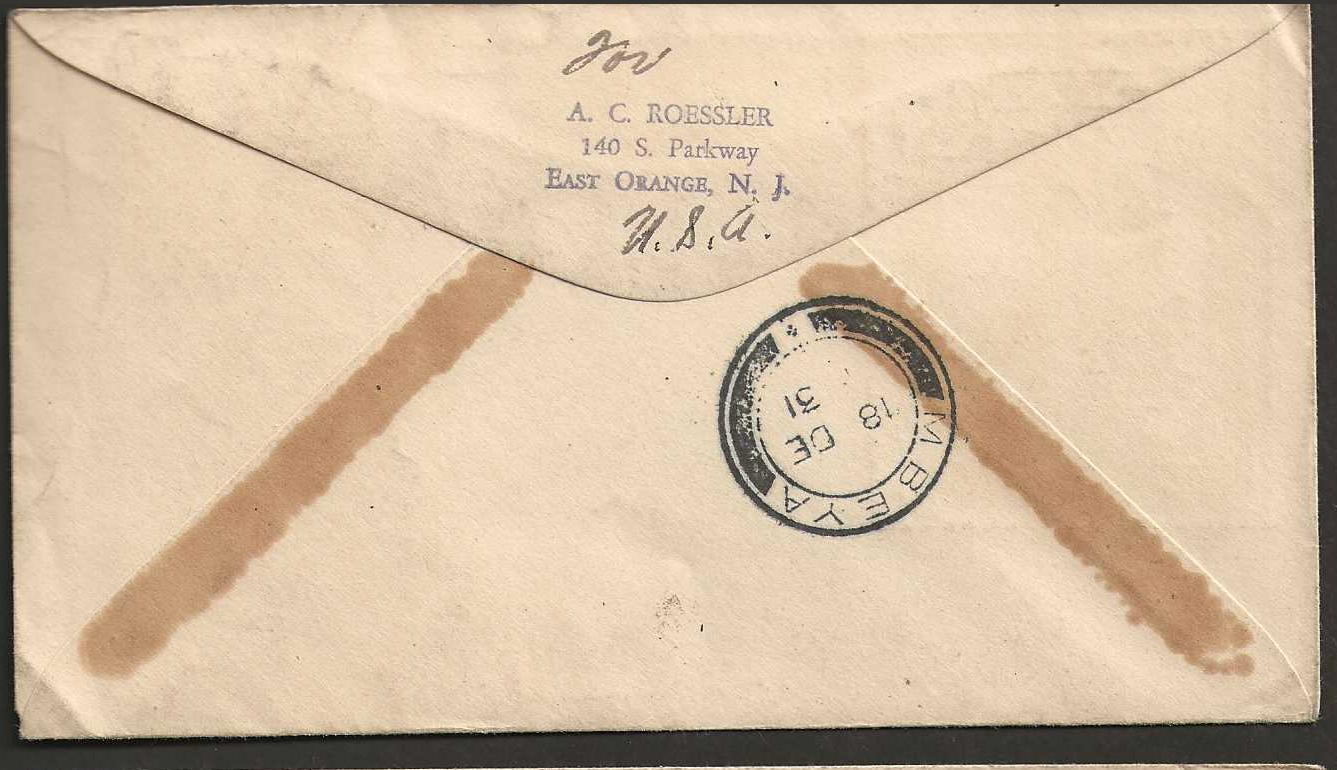 For
A. C. ROESSLER
140 S. Parkway
EAST ORANGE, N. J.
U.S.A.
MBEYA
18 DE
31